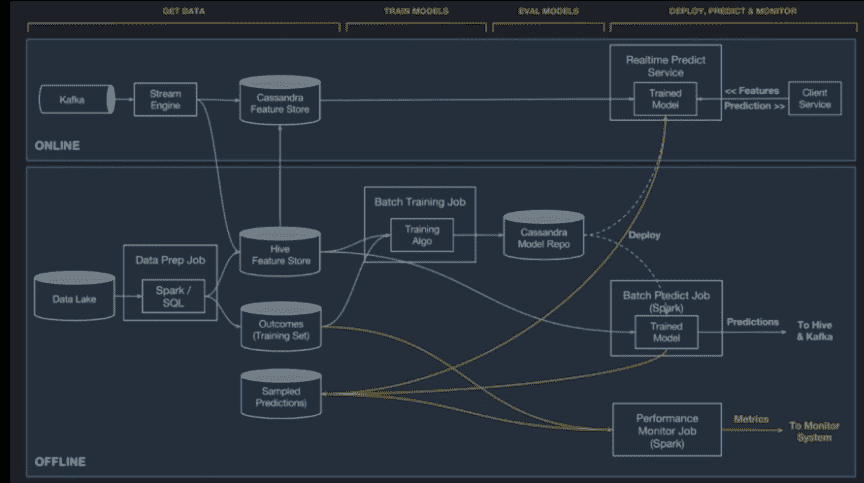 GET DATA
TRAIN MODELS
EVAL MODELS
DEPLOY, PREDICT & MONITOR
Realtime Predict
Service
Kafka
Stream
Engine
Cassandra
Feature Store
Trained
Model
<< Features
Prediction >>
Client
Service
ONLINE
Batch Training Job
Training
Algo
Cassandra
Model Repo
Deploy
Hive
Feature Store
Data Prep Job
Spark /
SQL
Data Lake
Batch Predict Job
(Spark)
Trained
Model
Predictions
To Hive
& Kafka
Outcomes
(Training Set)
Sampled
Predictions)
Performance
Monitor Job
(Spark)
Metrics
To Monitor
System
OFFLINE